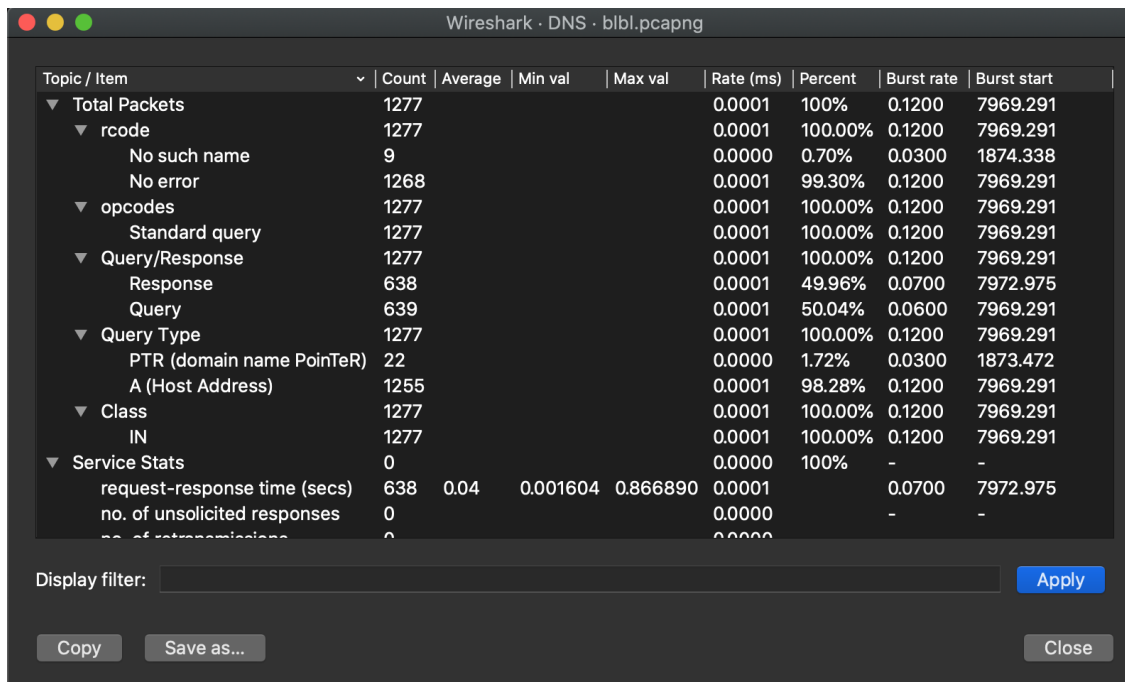 Wireshark · DNS · blbl.pcapng
Topic / Item Count Average Min val Max val Rate (ms) Percent Burst rate Burst start
Total Packets 1277 0.0001 100% 0.1200 7969.291
rcode 1277 0.0001 100.00% 0.1200 7969.291
No such name 9 0.0000 0.70% 0.0300 1874.338
No error 1268 0.0001 99.30% 0.1200 7969.291
opcodes 1277 0.0001 100.00% 0.1200 7969.291
Standard query 1277 0.0001 100.00% 0.1200 7969.291
Query/Response 1277 0.0001 100.00% 0.1200 7969.291
Response 638 0.0001 49.96% 0.0700 7972.975
Query 639 0.0001 50.04% 0.0600 7969.291
Query Type 1277 0.0001 100.00% 0.1200 7969.291
PTR (domain name PoinTeR) 22 0.0000 1.72% 0.0300 1873.472
A (Host Address) 1255 0.0001 98.28% 0.1200 7969.291
Class 1277 0.0001 100.00% 0.1200 7969.291
IN 1277 0.0001 100.00% 0.1200 7969.291
Service Stats 0 0.0000 100% - -
request-response time (secs) 638 0.04 0.001604 0.866890 0.0001 0.0700 7972.975
no. of unsolicited responses 0 0.0000 - -
no. of retransmissions 0 0.0000
Display filter:
Apply
Copy Save as... Close